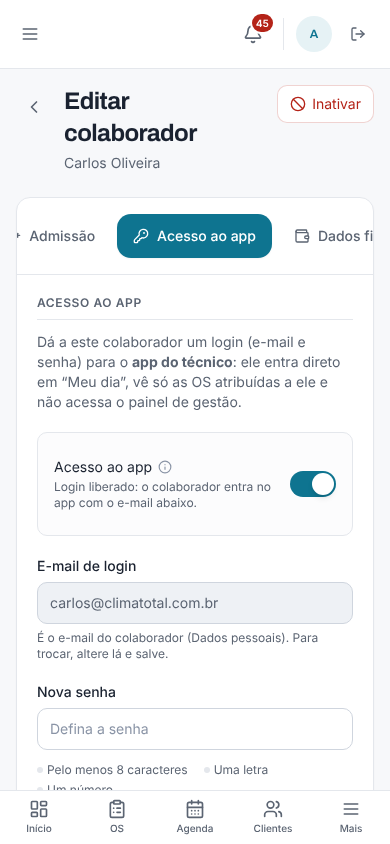 45
A
Editar
colaborador
Inativar
Carlos Oliveira
Admissão
Acesso ao app
Dados fi
ACESSO AO APP
Dá a este colaborador um login (e-mail e
senha) para o app do técnico: ele entra direto
em “Meu dia”, vê só as OS atribuídas a ele e
não acessa o painel de gestão.
Acesso ao app
Login liberado: o colaborador entra no
app com o e-mail abaixo.
E-mail de login
carlos@climatotal.com.br
É o e-mail do colaborador (Dados pessoais). Para
trocar, altere lá e salve.
Nova senha
Defina a senha
Pelo menos 8 caracteres
Uma letra
Um número
Início
OS
Agenda
Clientes
Mais